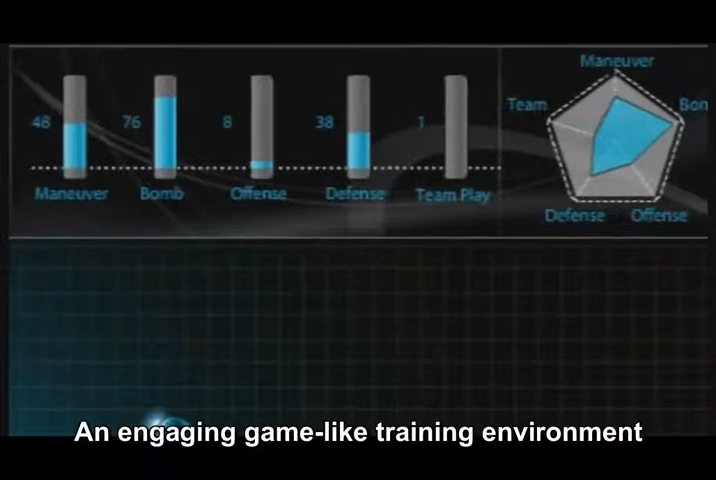 48 76 8 38 1
Maneuver Bomb Offense Defense Team Play
Maneuver
Team Bom
Defense Offense
An engaging game-like training environment